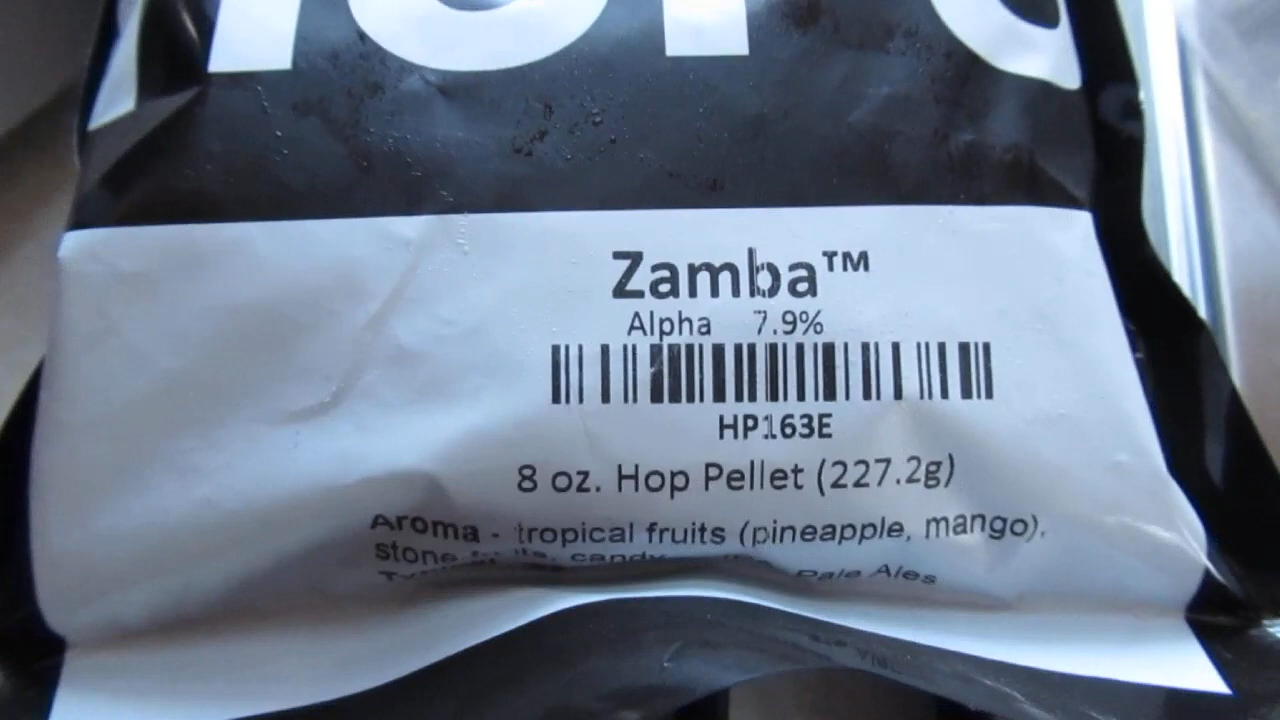 Zamba™
Alpha 7.9%
HP163E
8 oz. Hop Pellet (227.2g)
Aroma - tropical fruits (pineapple, mango),
stone candy
Pale Ales